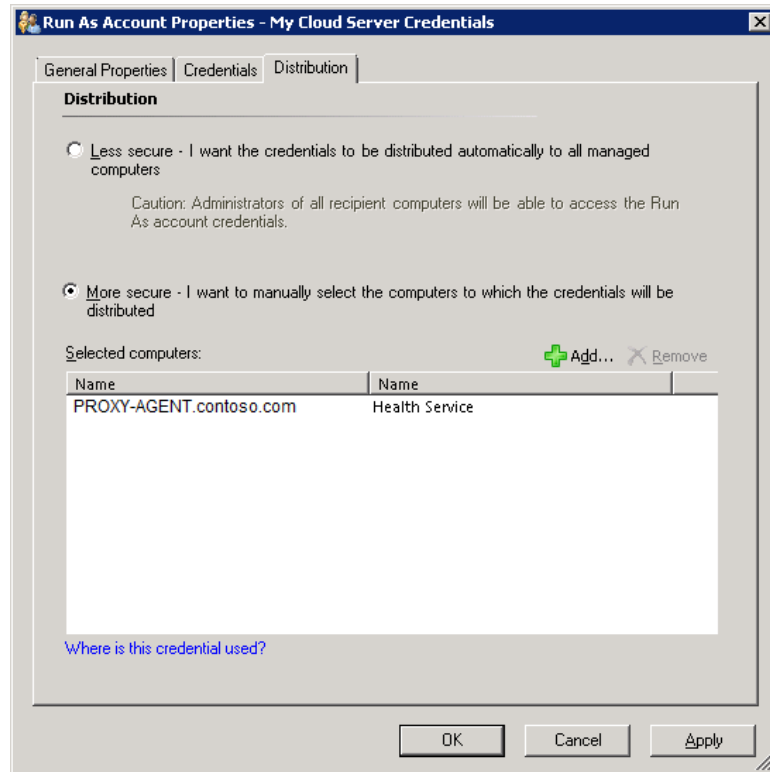 Run As Account Properties - My Cloud Server Credentials
General Properties Credentials Distribution
Distribution
Less secure - I want the credentials to be distributed automatically to all managed
computers
Caution: Administrators of all recipient computers will be able to access the Run
As account credentials.
More secure - I want to manually select the computers to which the credentials will be
distributed
Selected computers: Add... Remove
Name Name
PROXY-AGENT.contoso.com Health Service
Where is this credential used?
OK Cancel Apply